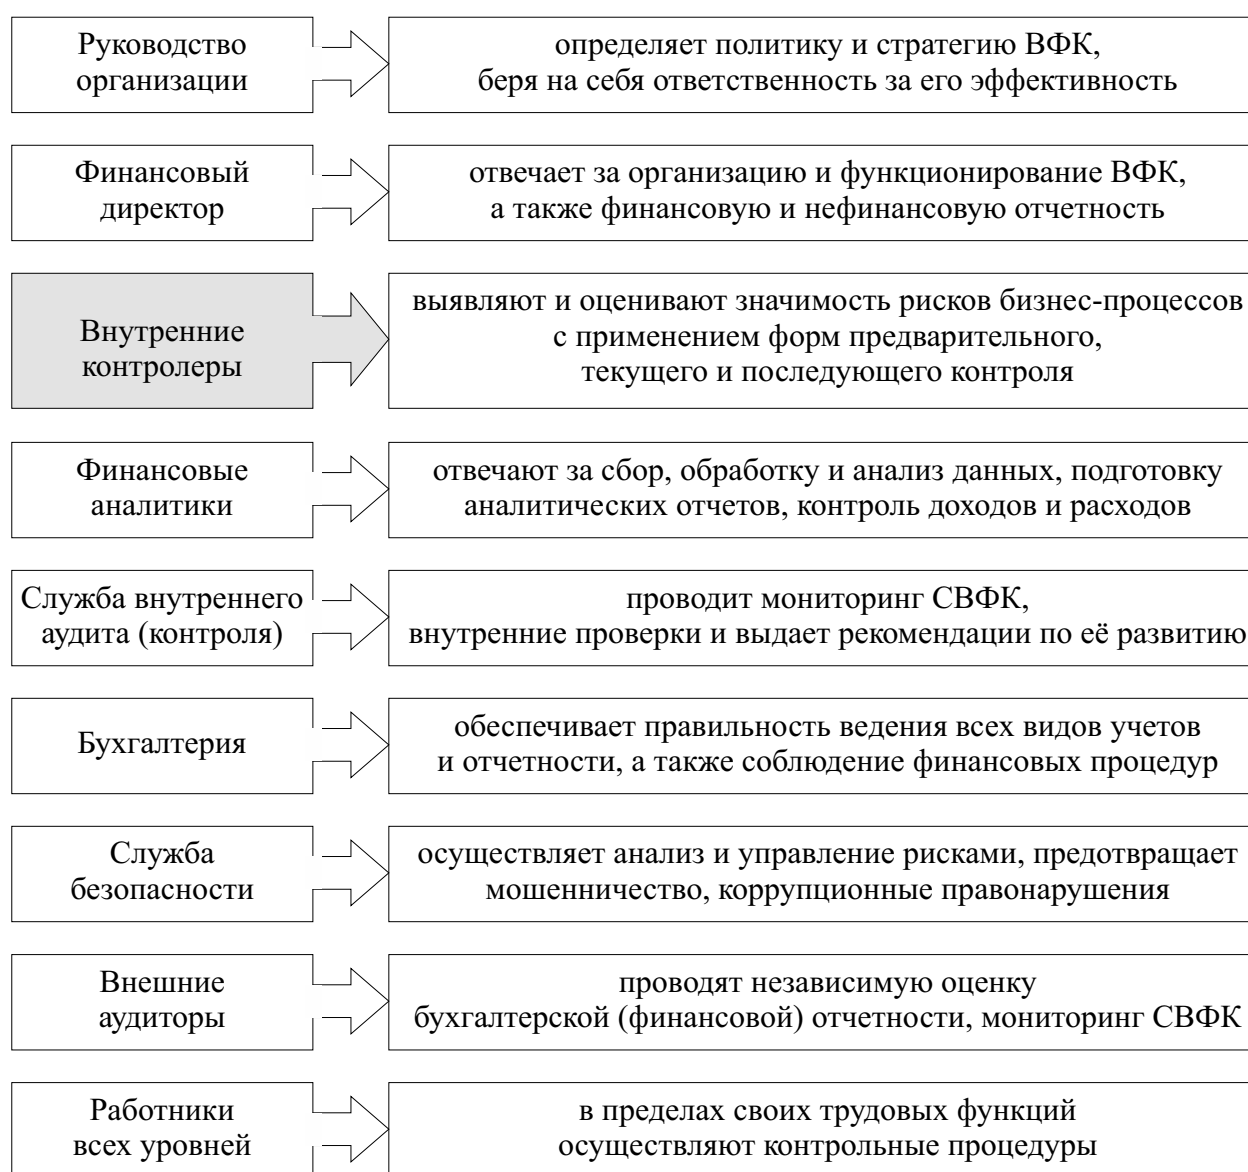 Руководство
организации
определяет политику и стратегию ВФК,
беря на себя ответственность за его эффективность
Финансовый
директор
отвечает за организацию и функционирование ВФК,
а также финансовую и нефинансовую отчетность
Внутренние
контролеры
выявляют и оценивают значимость рисков бизнес-процессов
с применением форм предварительного,
текущего и последующего контроля
Финансовые
аналитики
отвечают за сбор, обработку и анализ данных, подготовку
аналитических отчетов, контроль доходов и расходов
Служба внутреннего
аудита (контроля)
проводит мониторинг СВФК,
внутренние проверки и выдает рекомендации по её развитию
Бухгалтерия
обеспечивает правильность ведения всех видов учетов
и отчетности, а также соблюдение финансовых процедур
Служба
безопасности
осуществляет анализ и управление рисками, предотвращает
мошенничество, коррупционные правонарушения
Внешние
аудиторы
проводят независимую оценку
бухгалтерской (финансовой) отчетности, мониторинг СВФК
Работники
всех уровней
в пределах своих трудовых функций
осуществляют контрольные процедуры